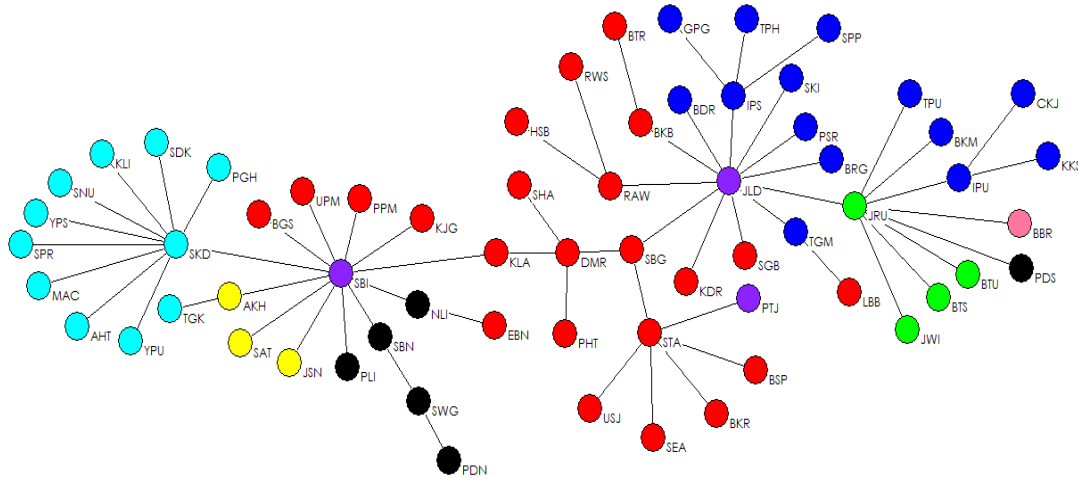 BTR
GPG
TPH
SPP
RWS
IPS
SKI
BDR
TPU
CKJ
HSB
BKB
PSR
BKM
SDK
KLI
PGH
BRG
IPU
KKS
SNU
SHA
RAW
JLD
UPM
PPM
JRU
YPS
BGS
KJG
BBR
SPR
SKD
KLA
DMR
SBG
TGM
SGB
PDS
SBI
BTU
MAC
KDR
BTS
AKH
NLI
PTJ
LBB
TGK
AHT
EBN
PHT
STA
JWI
YPU
SAT
SBN
JSN
PLI
BSP
SWG
USJ
BKR
SEA
PDN